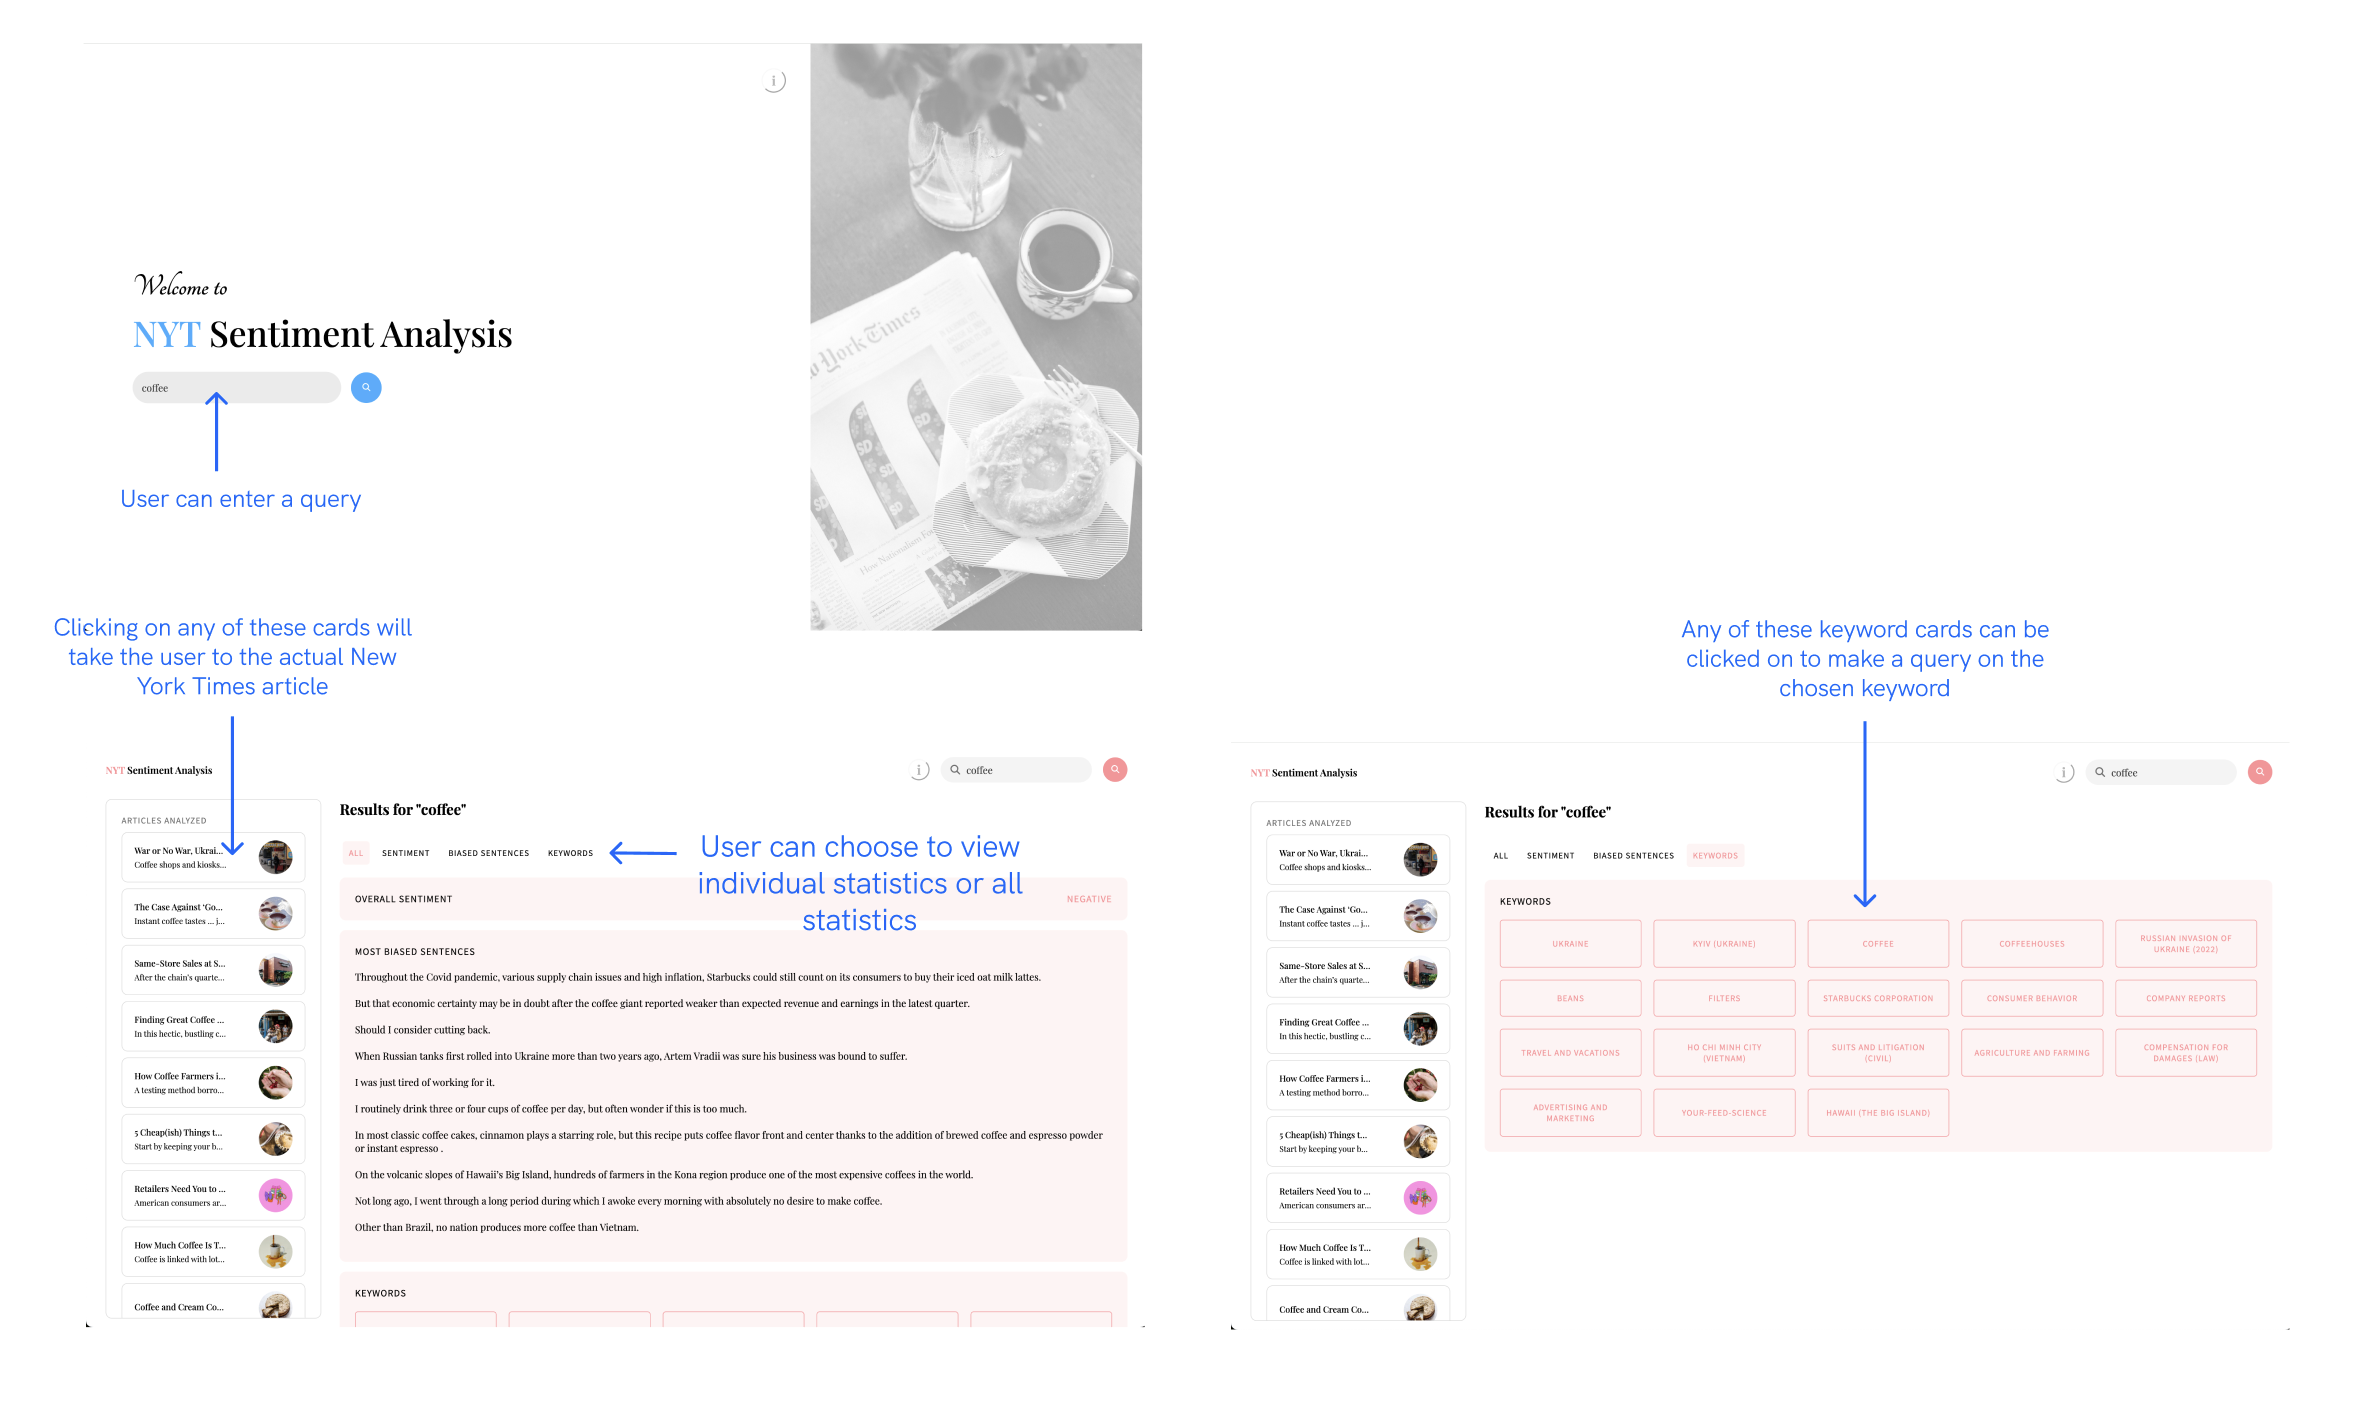 i
Welcome to
NYT Sentiment Analysis
coffee
User can enter a query
York Times
SD
SD
SD
SD
How Nationalism
Clicking on any of these cards will
take the user to the actual New
York Times article
NYT Sentiment Analysis
i
coffee
ARTICLES ANALYZED
War or No War, Ukrai...
Coffee shops and kiosks...
The Case Against ‘Go...
Instant coffee tastes ... j...
Same-Store Sales at S...
After the chain’s quarte...
Finding Great Coffee ...
In this hectic, bustling c...
How Coffee Farmers i...
A testing method borro...
5 Cheap(ish) Things t...
Start by keeping your b...
Retailers Need You to ...
American consumers ar...
How Much Coffee Is T...
Coffee is linked with lot...
Coffee and Cream Co...
Results for "coffee"
ALL SENTIMENT BIASED SENTENCES KEYWORDS
User can choose to view
individual statistics or all
statistics
OVERALL SENTIMENT NEGATIVE
MOST BIASED SENTENCES
Throughout the Covid pandemic, various supply chain issues and high inflation, Starbucks could still count on its consumers to buy their iced oat milk lattes.
But that economic certainty may be in doubt after the coffee giant reported weaker than expected revenue and earnings in the latest quarter.
Should I consider cutting back.
When Russian tanks first rolled into Ukraine more than two years ago, Artem Vradii was sure his business was bound to suffer.
I was just tired of working for it.
I routinely drink three or four cups of coffee per day, but often wonder if this is too much.
In most classic coffee cakes, cinnamon plays a starring role, but this recipe puts coffee flavor front and center thanks to the addition of brewed coffee and espresso powder
or instant espresso .
On the volcanic slopes of Hawaii’s Big Island, hundreds of farmers in the Kona region produce one of the most expensive coffees in the world.
Not long ago, I went through a long period during which I awoke every morning with absolutely no desire to make coffee.
Other than Brazil, no nation produces more coffee than Vietnam.
KEYWORDS
Any of these keyword cards can be
clicked on to make a query on the
chosen keyword
NYT Sentiment Analysis
i
coffee
ARTICLES ANALYZED
War or No War, Ukrai...
Coffee shops and kiosks...
The Case Against ‘Go...
Instant coffee tastes ... j...
Same-Store Sales at S...
After the chain’s quarte...
Finding Great Coffee ...
In this hectic, bustling c...
How Coffee Farmers i...
A testing method borro...
5 Cheap(ish) Things t...
Start by keeping your b...
Retailers Need You to ...
American consumers ar...
How Much Coffee Is T...
Coffee is linked with lot...
Coffee and Cream Co...
Results for "coffee"
ALL SENTIMENT BIASED SENTENCES KEYWORDS
KEYWORDS
UKRAINE
KYIV (UKRAINE)
COFFEE
COFFEEHOUSES
RUSSIAN INVASION OF
UKRAINE (2022)
BEANS
FILTERS
STARBUCKS CORPORATION
CONSUMER BEHAVIOR
COMPANY REPORTS
TRAVEL AND VACATIONS
HO CHI MINH CITY
(VIETNAM)
SUITS AND LITIGATION
(CIVIL)
AGRICULTURE AND FARMING
COMPENSATION FOR
DAMAGES (LAW)
ADVERTISING AND
MARKETING
YOUR-FEED-SCIENCE
HAWAII (THE BIG ISLAND)